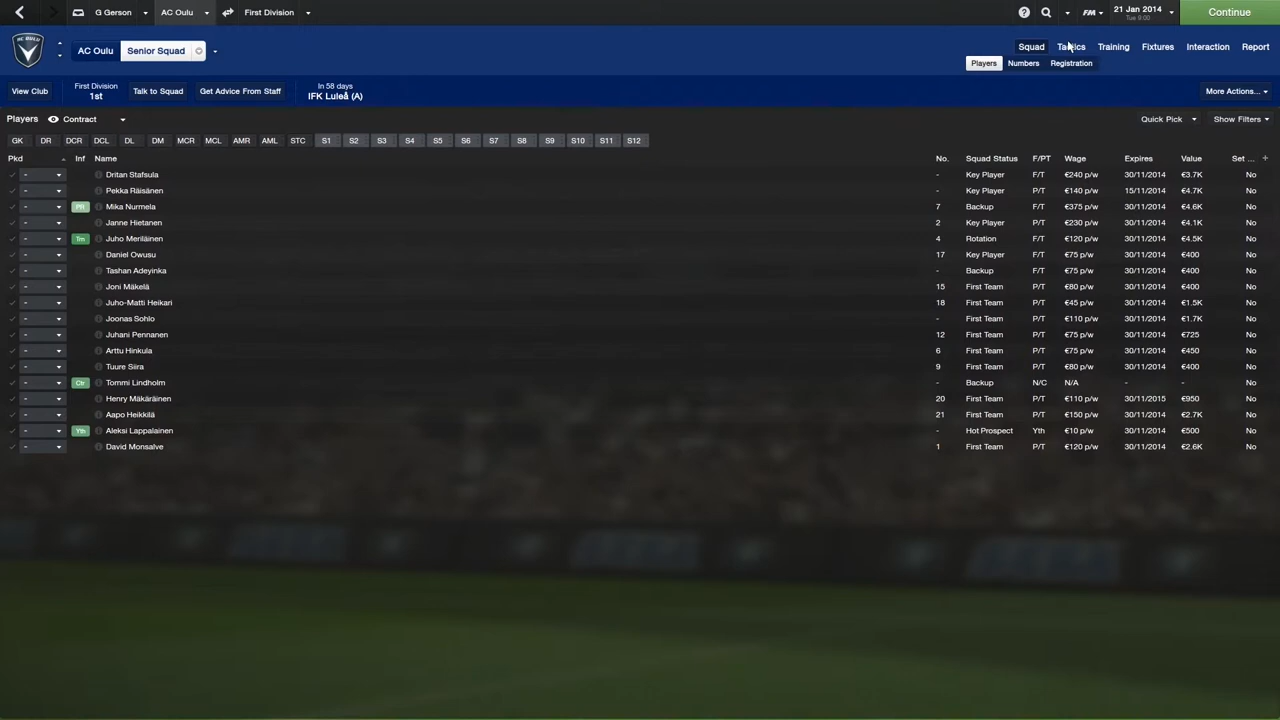 G Gerson AC Oulu First Division FM 21 Jan 2014 Tue 9:00 Continue
AC OULU AC Oulu Senior Squad Squad Tactics Training Fixtures Interaction Report
Players Numbers Registration
View Club First Division 1st Talk to Squad Get Advice From Staff In 58 days IFK Luleå (A) More Actions...
Players Contract Quick Pick Show Filters
GK DR DCR DCL DL DM MCR MCL AMR AML STC S1 S2 S3 S4 S5 S6 S7 S8 S9 S10 S11 S12
Pkd Inf Name No. Squad Status F/PT Wage Expires Value Set ... +
- Dritan Stafsula - Key Player F/T €240 p/w 30/11/2014 €3.7K No
- Pekka Räisänen - Key Player P/T €140 p/w 15/11/2014 €4.7K No
- PR Mika Nurmela 7 Backup F/T €375 p/w 30/11/2014 €4.6K No
- Janne Hietanen 2 Key Player P/T €230 p/w 30/11/2014 €4.1K No
- Trn Juho Meriläinen 4 Rotation F/T €120 p/w 30/11/2014 €4.5K No
- Daniel Owusu 17 Key Player F/T €75 p/w 30/11/2014 €400 No
- Tashan Adeyinka - Backup F/T €75 p/w 30/11/2014 €400 No
- Joni Mäkelä 15 First Team P/T €80 p/w 30/11/2014 €400 No
- Juho-Matti Heikari 18 First Team P/T €45 p/w 30/11/2014 €1.5K No
- Joonas Sohlo - First Team P/T €110 p/w 30/11/2014 €1.7K No
- Juhani Pennanen 12 First Team P/T €75 p/w 30/11/2014 €725 No
- Arttu Hinkula 6 First Team P/T €75 p/w 30/11/2014 €450 No
- Tuure Siira 9 First Team P/T €80 p/w 30/11/2014 €400 No
- Ctr Tommi Lindholm - Backup N/C N/A - - No
- Henry Mäkäräinen 20 First Team P/T €110 p/w 30/11/2015 €950 No
- Aapo Heikkilä 21 First Team P/T €150 p/w 30/11/2014 €2.7K No
- Yth Aleksi Lappalainen - Hot Prospect Yth €10 p/w 30/11/2014 €500 No
- David Monsalve 1 First Team P/T €120 p/w 30/11/2014 €2.6K No